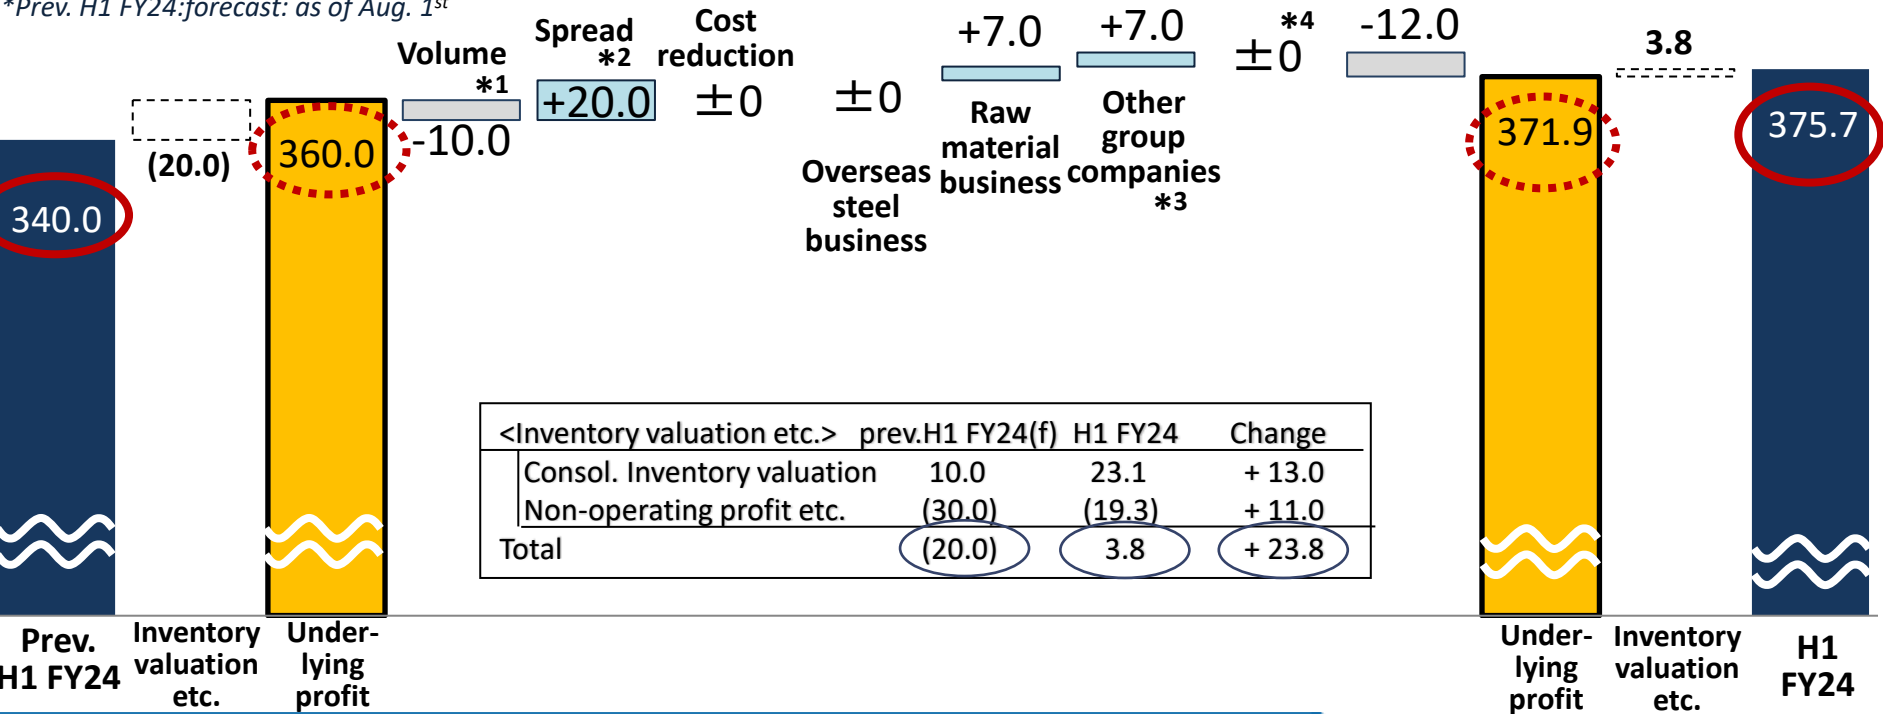 *Prev. H1 FY24:forecast: as of Aug. 1st
Volume
*1
-10.0
Spread
*2
+20.0
Cost
reduction
±0
±0
Overseas
steel
business
+7.0
Raw
material
business
+7.0
Other
group
companies
*3
±0
*4
-12.0
3.8
340.0
(20.0)
360.0
371.9
375.7
<Inventory valuation etc.> prev.H1 FY24(f) H1 FY24 Change
Consol. Inventory valuation 10.0 23.1 + 13.0
Non-operating profit etc. (30.0) (19.3) + 11.0
Total (20.0) 3.8 + 23.8
Prev.
H1 FY24
Inventory
valuation
etc.
Under-
lying
profit
Under-
lying
profit
Inventory
valuation
etc.
H1
FY24